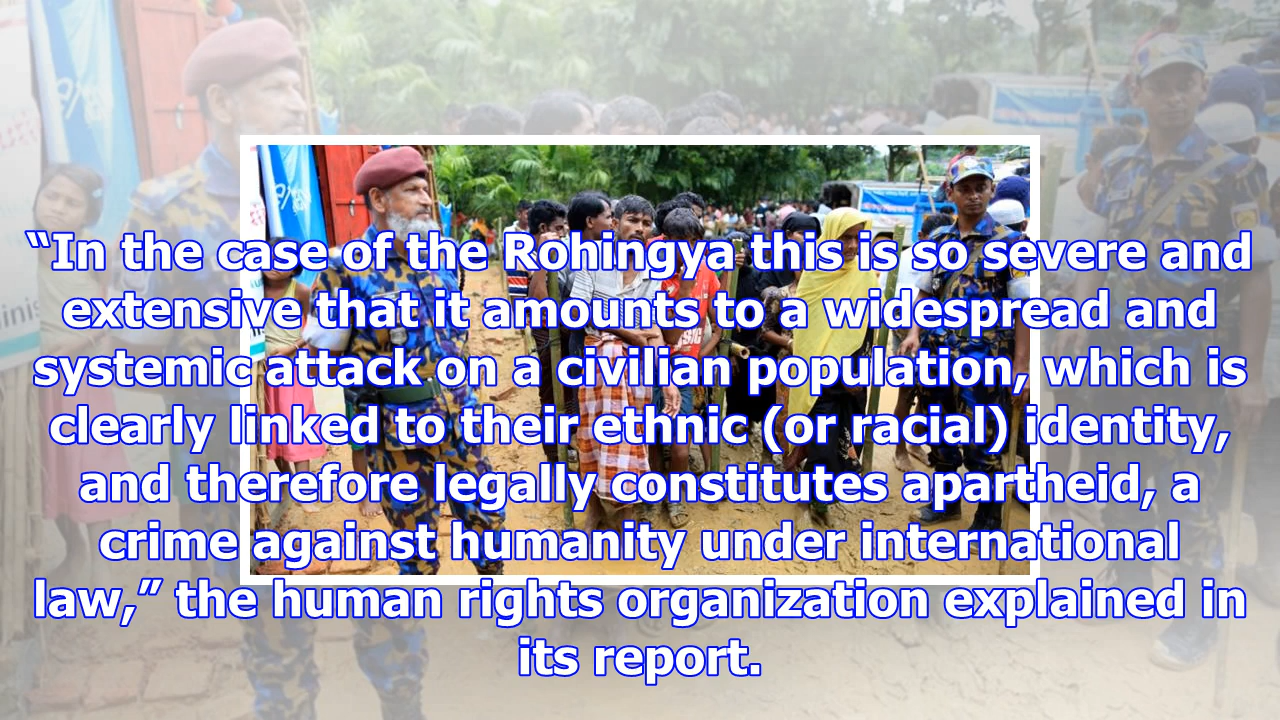 “In the case of the Rohingya this is so severe and
extensive that it amounts to a widespread and
systemic attack on a civilian population, which is
clearly linked to their ethnic (or racial) identity,
and therefore legally constitutes apartheid, a
crime against humanity under international
law,” the human rights organization explained in
its report.